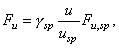 F_u = γ_sp u/u_sp F_u,sp ,